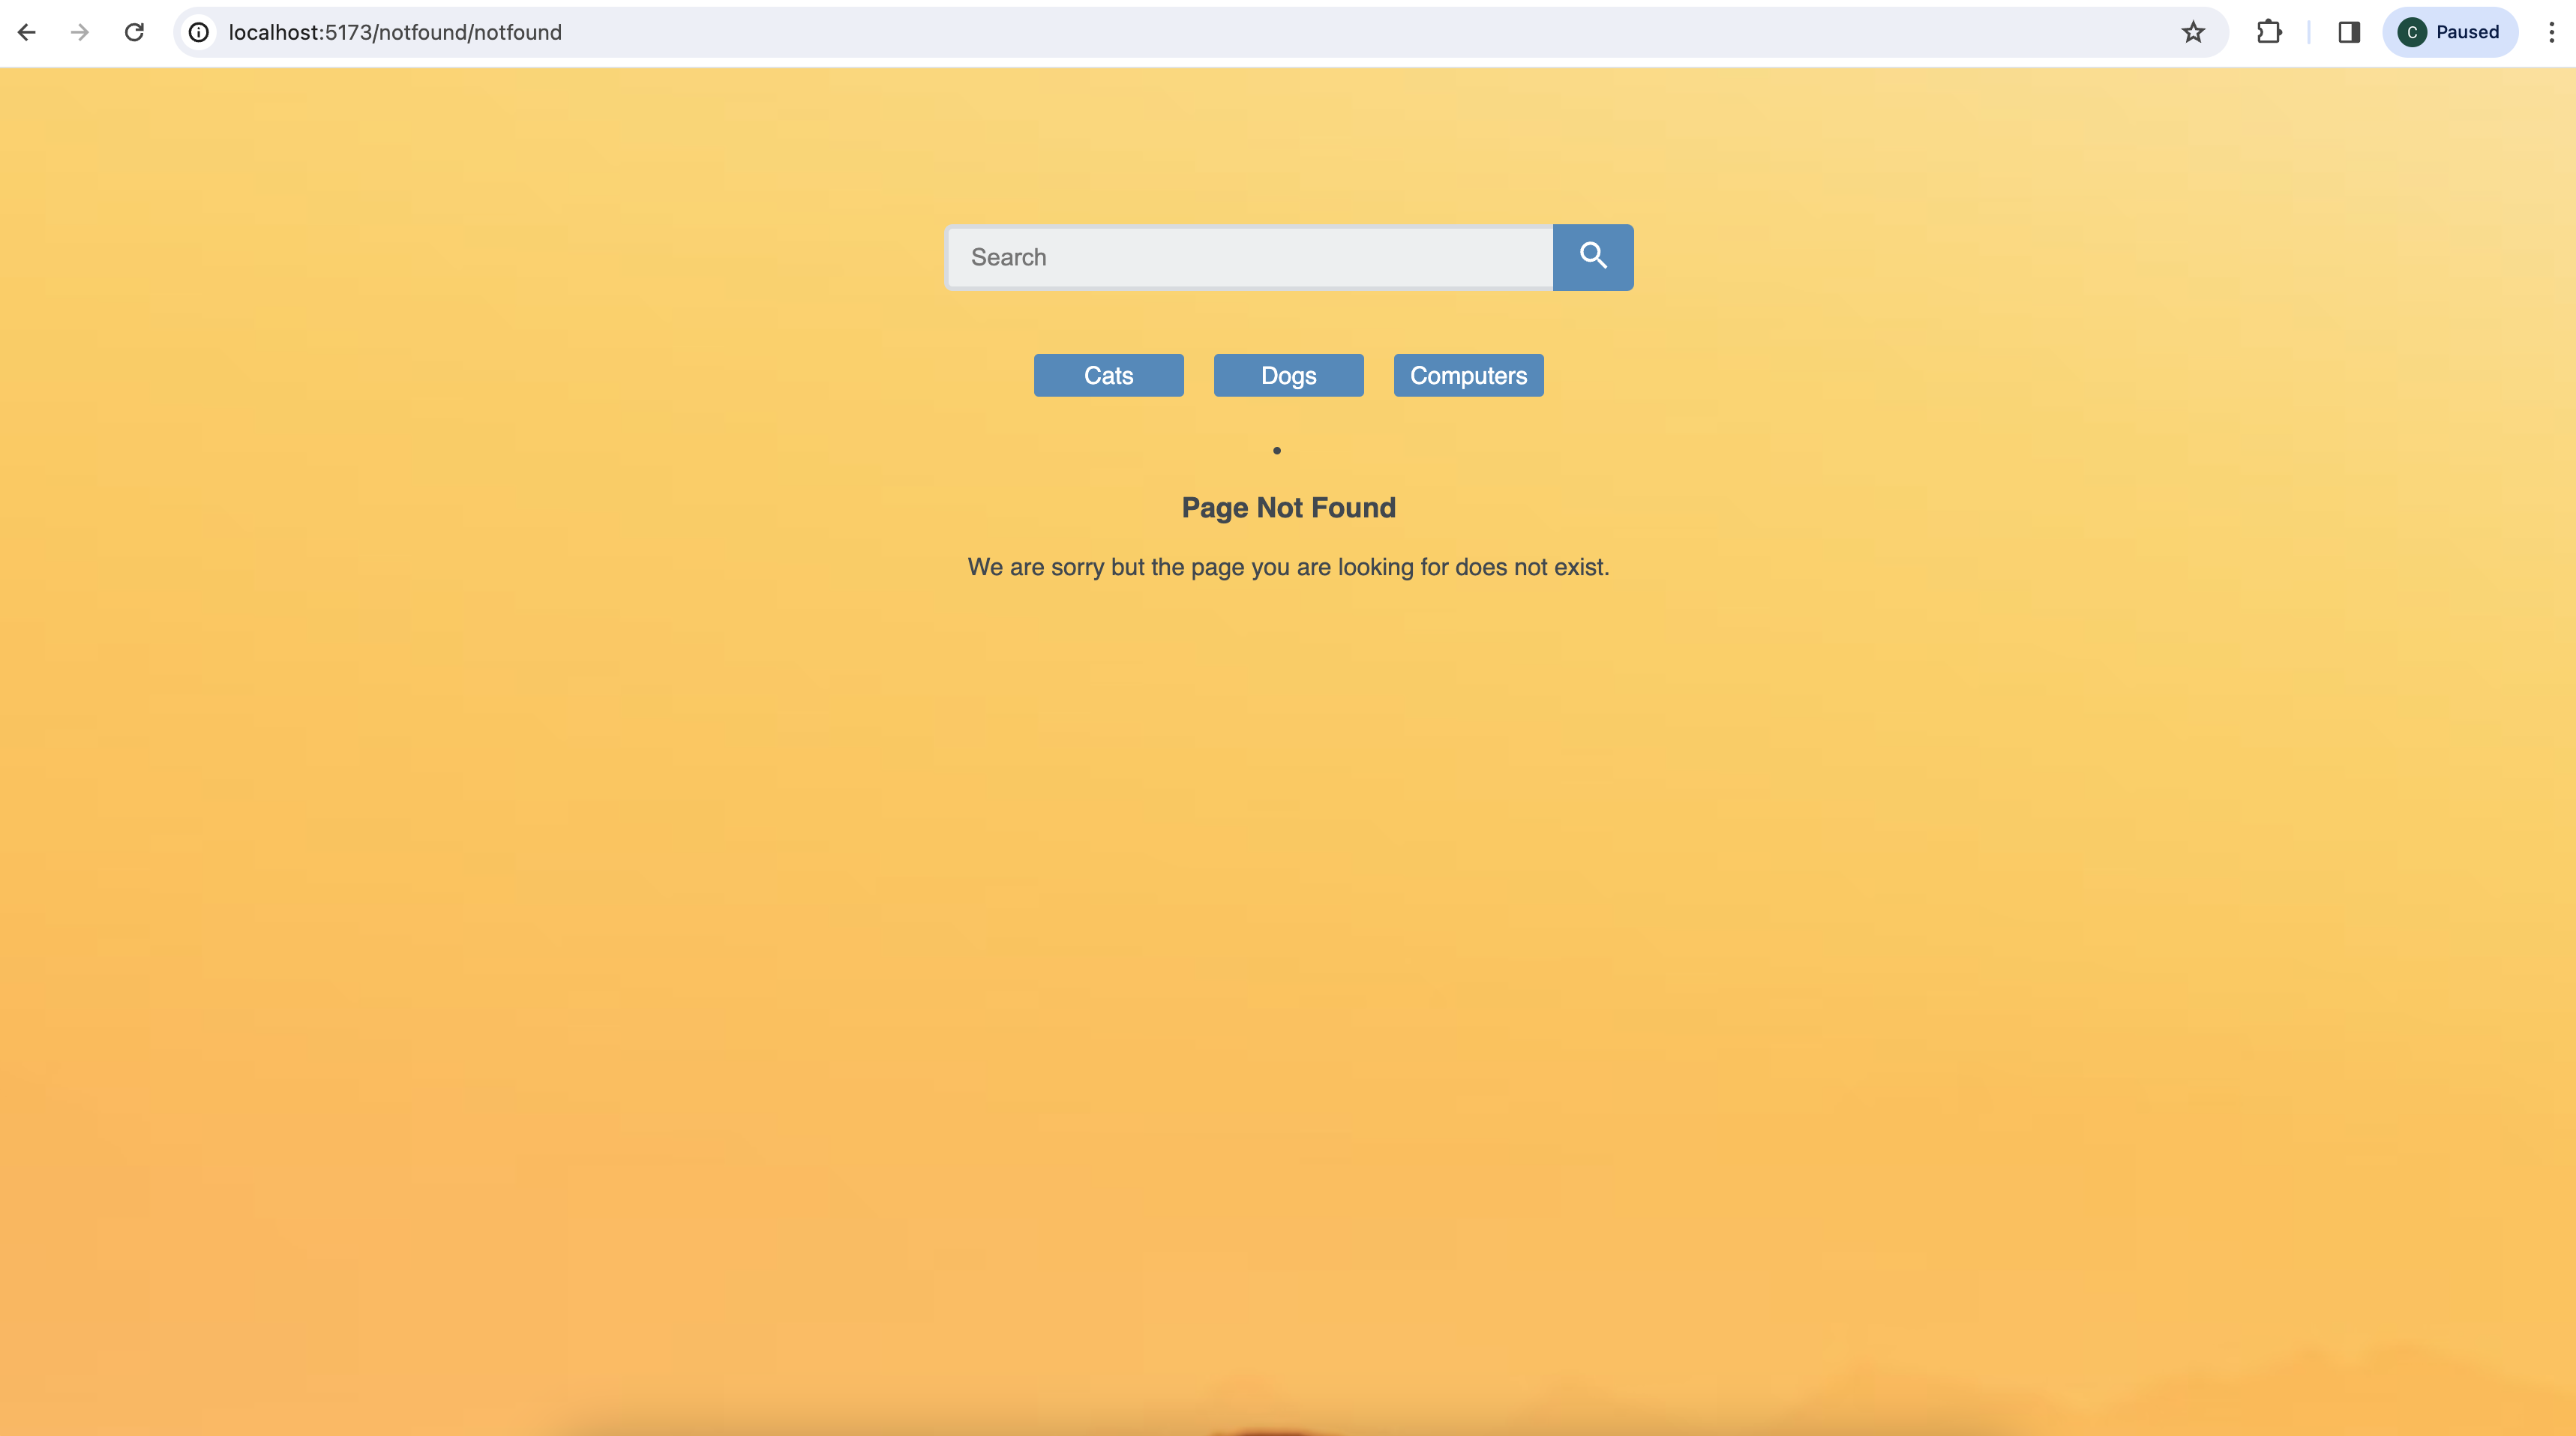 localhost:5173/notfound/notfound
C Paused
Search
Cats Dogs Computers
Page Not Found
We are sorry but the page you are looking for does not exist.